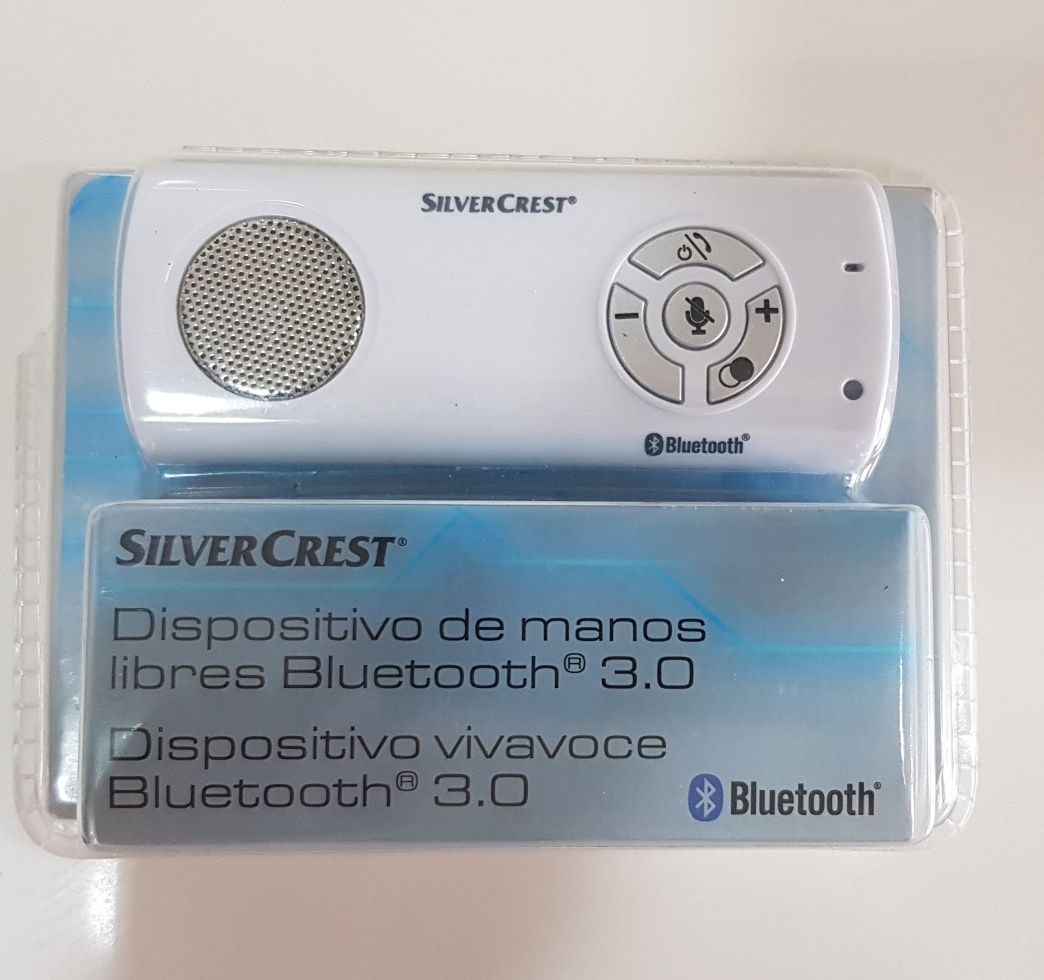 SILVERCREST®
−
+
Bluetooth®
SILVERCREST®
Dispositivo de manos
libres Bluetooth® 3.0
Dispositivo vivavoce
Bluetooth® 3.0
Bluetooth®